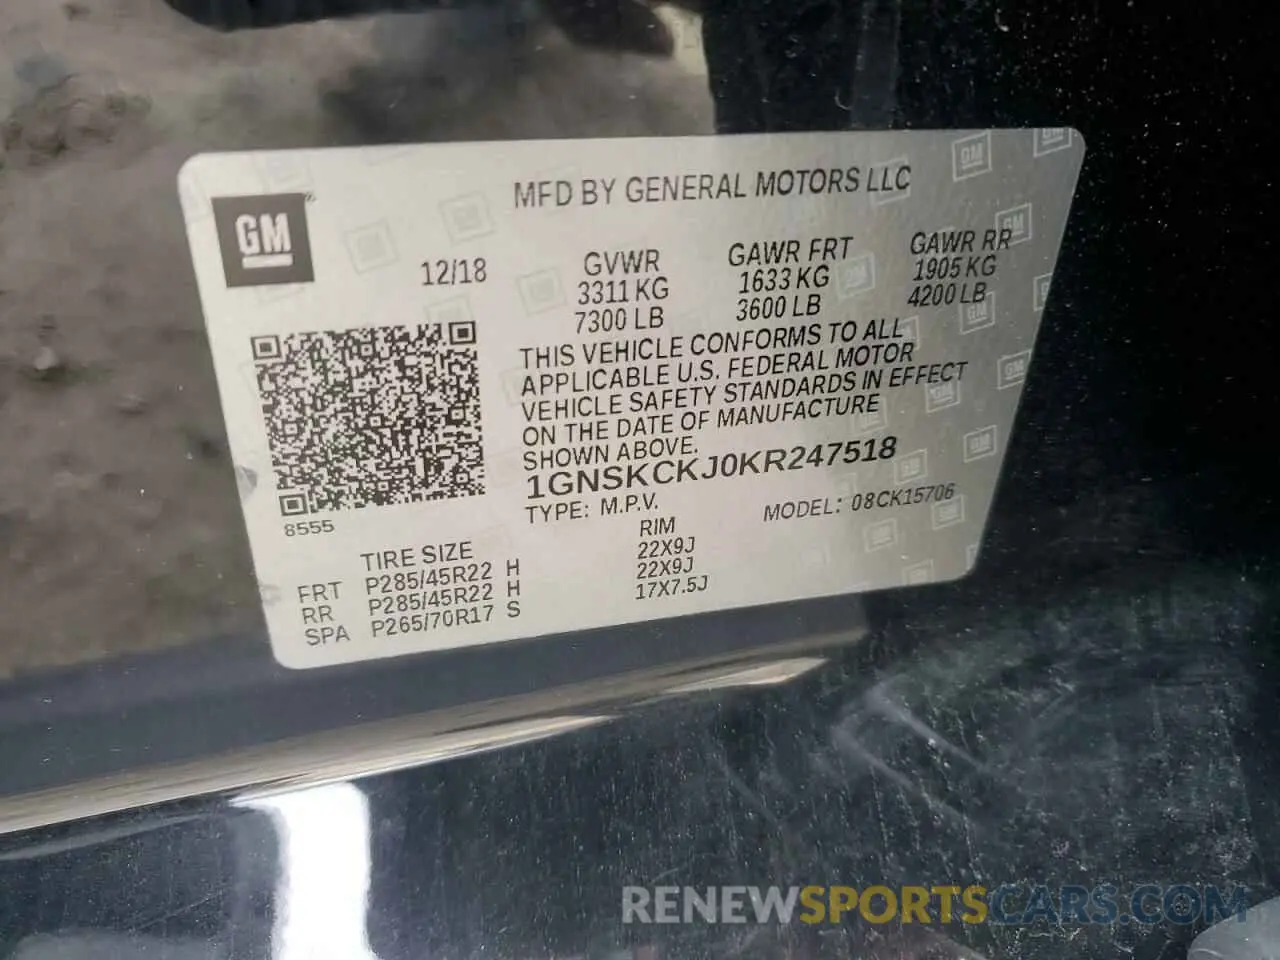 MFD BY GENERAL MOTORS LLC
GM
12/18
GVWR GAWR FRT GAWR RR
3311 KG 1633 KG 1905 KG
7300 LB 3600 LB 4200 LB
THIS VEHICLE CONFORMS TO ALL
APPLICABLE U.S. FEDERAL MOTOR
VEHICLE SAFETY STANDARDS IN EFFECT
ON THE DATE OF MANUFACTURE
SHOWN ABOVE.
1GNSKCKJ0KR247518
TYPE: M.P.V. MODEL: 08CK15706
8555
TIRE SIZE RIM
FRT P285/45R22 H 22X9J
RR P285/45R22 H 22X9J
SPA P265/70R17 S 17X7.5J
RENEWSPORTSCARS.COM